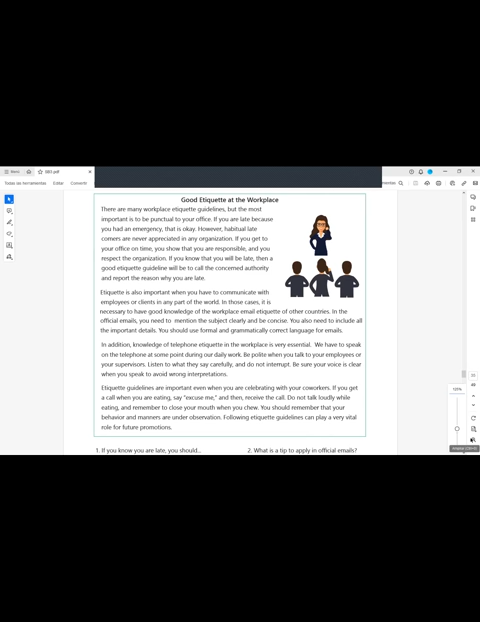 Menú
MD3.pdf
Todas las herramientas Editar Convertir
Good Etiquette at the Workplace
There are many workplace etiquette guidelines, but the most
important is to be punctual to your office. If you are late because
you had an emergency, that is okay. However, habitual late
comers are never appreciated in any organization. If you get to
your office on time, you show that you are responsible, and you
respect the organization. If you know that you will be late, then a
good etiquette guideline will be to call the concerned authority
and report the reason why you are late.
Etiquette is also important when you have to communicate with
employees or clients in any part of the world. In those cases, it is
necessary to have good knowledge of the workplace email etiquette of other countries. In the
official emails, you need to mention the subject clearly and be concise. You also need to include all
the important details. You should use formal and grammatically correct language for emails.
In addition, knowledge of telephone etiquette in the workplace is very essential. We have to speak
on the telephone at some point during our daily work. Be polite when you talk to your employees or
your supervisors. Listen to what they say carefully, and do not interrupt. Be sure your voice is clear
when you speak to avoid wrong interpretations.
Etiquette guidelines are important even when you are celebrating with your coworkers. If you get
a call when you are eating, say "excuse me," and then, receive the call. Do not talk loudly while
eating, and remember to close your mouth when you chew. You should remember that your
behavior and manners are under observation. Following etiquette guidelines can play a very vital
role for future promotions.
1. If you know you are late, you should... 2. What is a tip to apply in official emails?